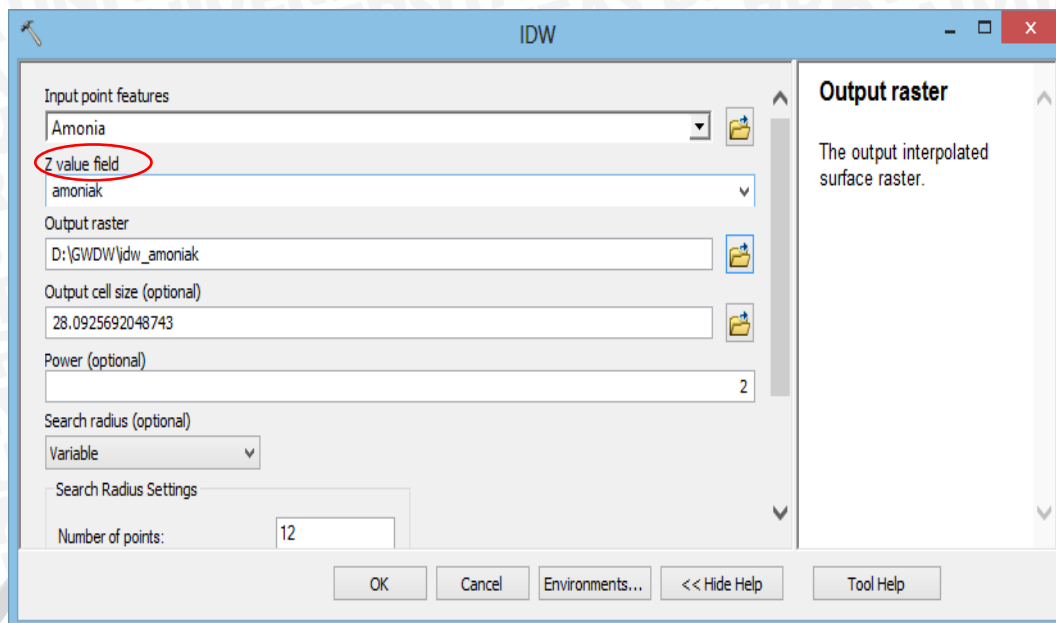 IDW
Input point features
Amonia
Z value field
amoniak
Output raster
D:\GWDW\idw_amoniak
Output cell size (optional)
28.0925692048743
Power (optional)
2
Search radius (optional)
Variable
Search Radius Settings
Number of points:
12
Output raster
The output interpolated
surface raster.
OK
Cancel
Environments...
<< Hide Help
Tool Help